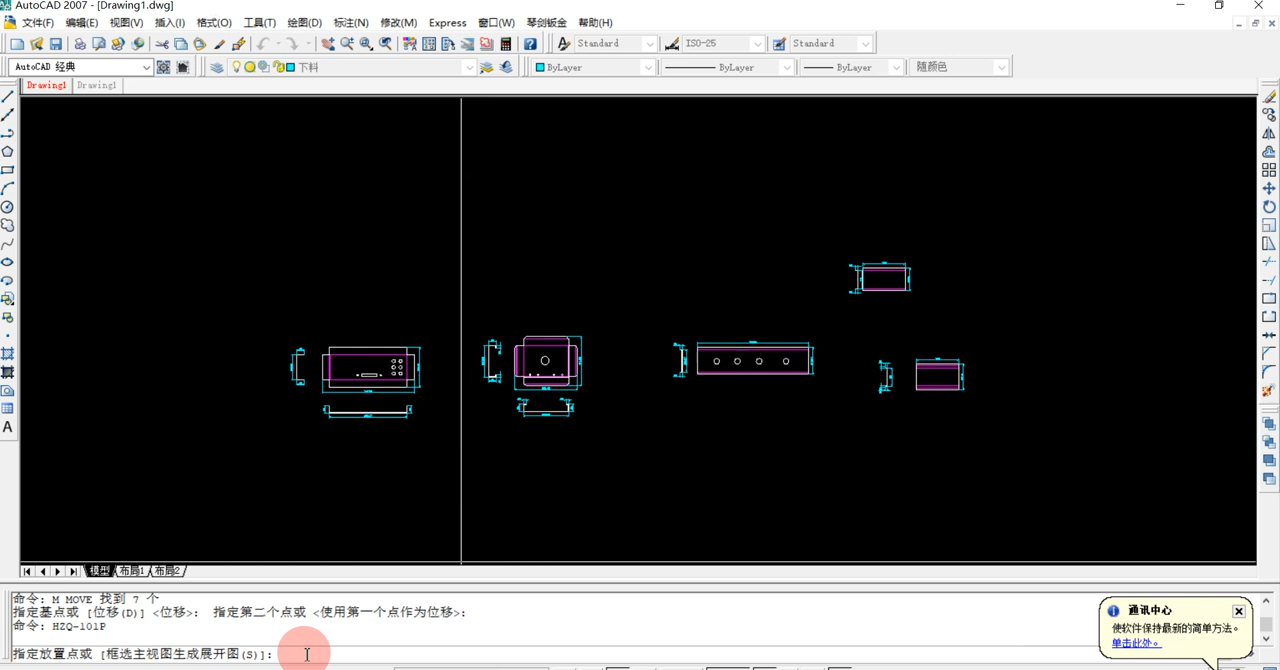 AutoCAD 2007 - [Drawing1.dwg]
文件(F) 编辑(E) 视图(V) 插入(I) 格式(O) 工具(T) 绘图(D) 标注(N) 修改(M) Express 窗口(W) 琴剑钣金 帮助(H)
Standard ISO-25 Standard
AutoCAD 经典 下料 ByLayer ByLayer ByLayer 随颜色
Drawing1 Drawing1
A
模型 布局1 布局2
命令: M MOVE 找到 7 个
指定基点或 [位移(D)] <位移>: 指定第二个点或 <使用第一个点作为位移>:
命令: HZQ-101P
指定放置点或 [框选主视图生成展开图(S)]:
通讯中心
使软件保持最新的简单方法。
单击此处。